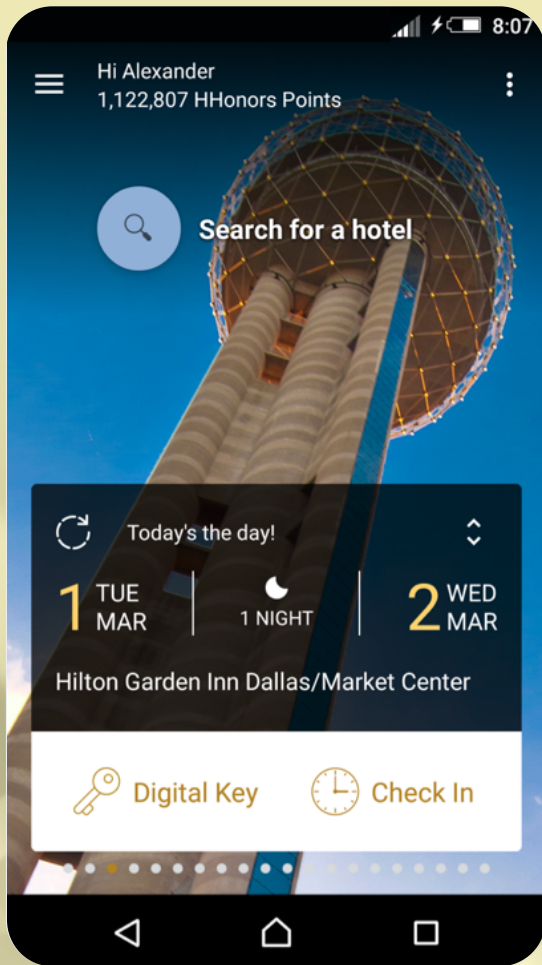 8:07
Hi Alexander
1,122,807 HHonors Points
Search for a hotel
Today's the day!
1 TUE MAR
1 NIGHT
2 WED MAR
Hilton Garden Inn Dallas/Market Center
Digital Key
Check In